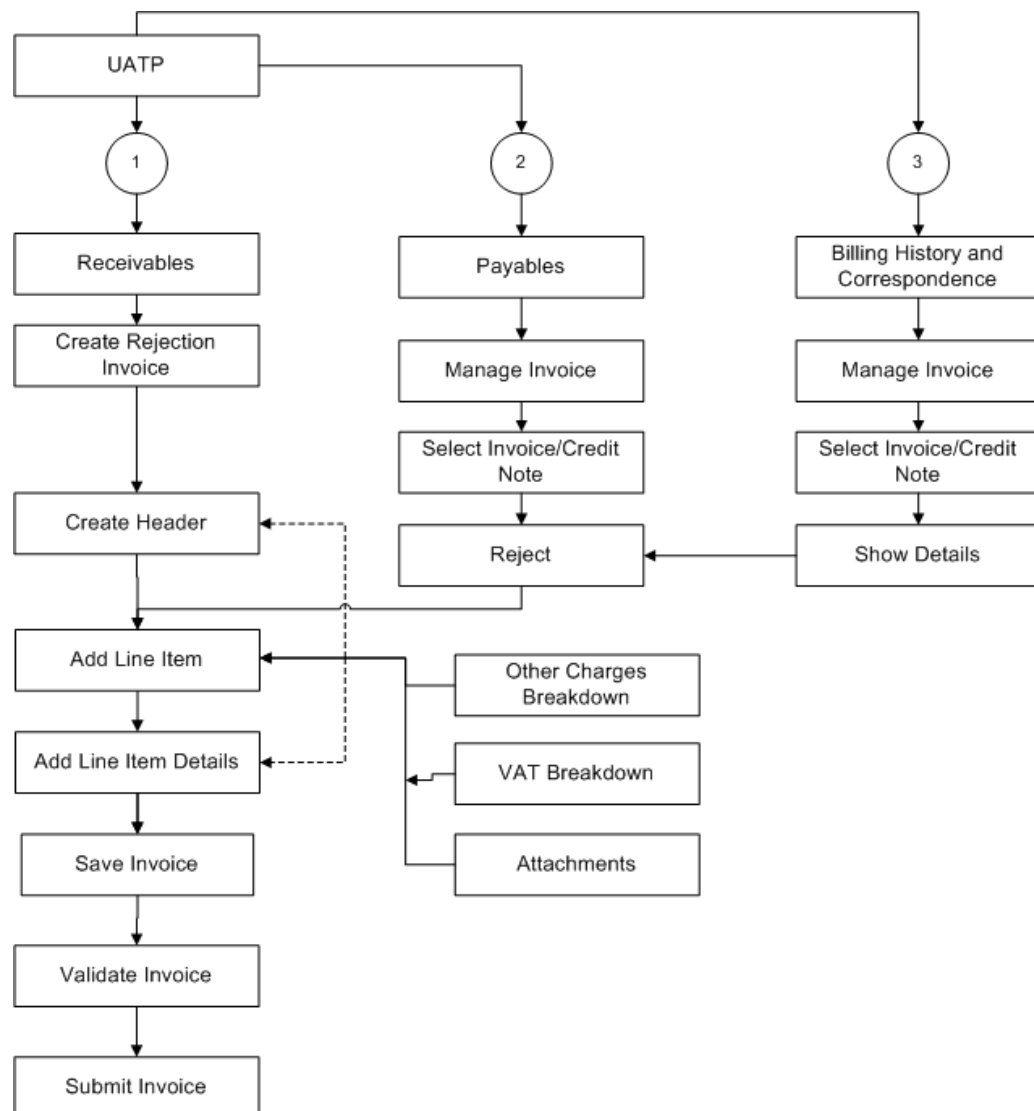 UATP
1
2
3
Receivables
Payables
Billing History and
Correspondence
Create Rejection
Invoice
Manage Invoice
Manage Invoice
Select Invoice/Credit
Note
Select Invoice/Credit
Note
Create Header
Reject
Show Details
Add Line Item
Other Charges
Breakdown
Add Line Item Details
VAT Breakdown
Save Invoice
Attachments
Validate Invoice
Submit Invoice